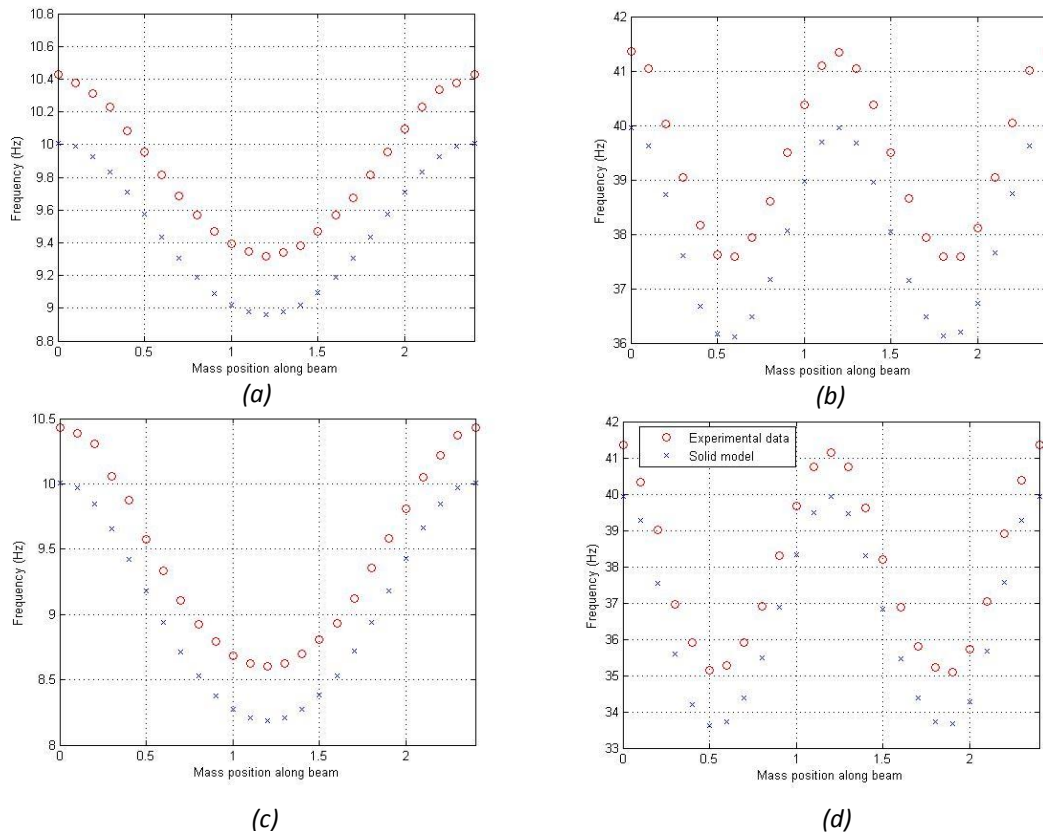 10.8
10.6
10.4
10.2
10
9.8
9.6
9.4
9.2
9
8.8
Frequency (Hz)
0 0.5 1 1.5 2
Mass position along beam
(a)
42
41
40
39
38
37
36
Frequency (Hz)
0 0.5 1 1.5 2
Mass position along beam
(b)
10.5
10
9.5
9
8.5
8
Frequency (Hz)
0 0.5 1 1.5 2
Mass position along beam
(c)
Experimental data
Solid model
42
41
40
39
38
37
36
35
34
33
Frequency (Hz)
0 0.5 1 1.5 2
Mass position along beam
(d)